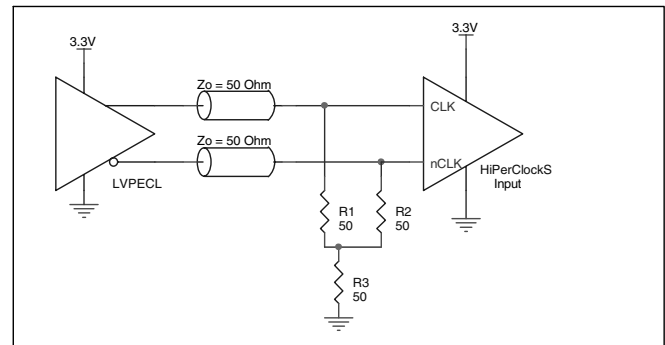 3.3V
3.3V
Zo = 50 Ohm
CLK
Zo = 50 Ohm
nCLK
LVPECL
HiPerClockS
Input
R1
50
R2
50
R3
50